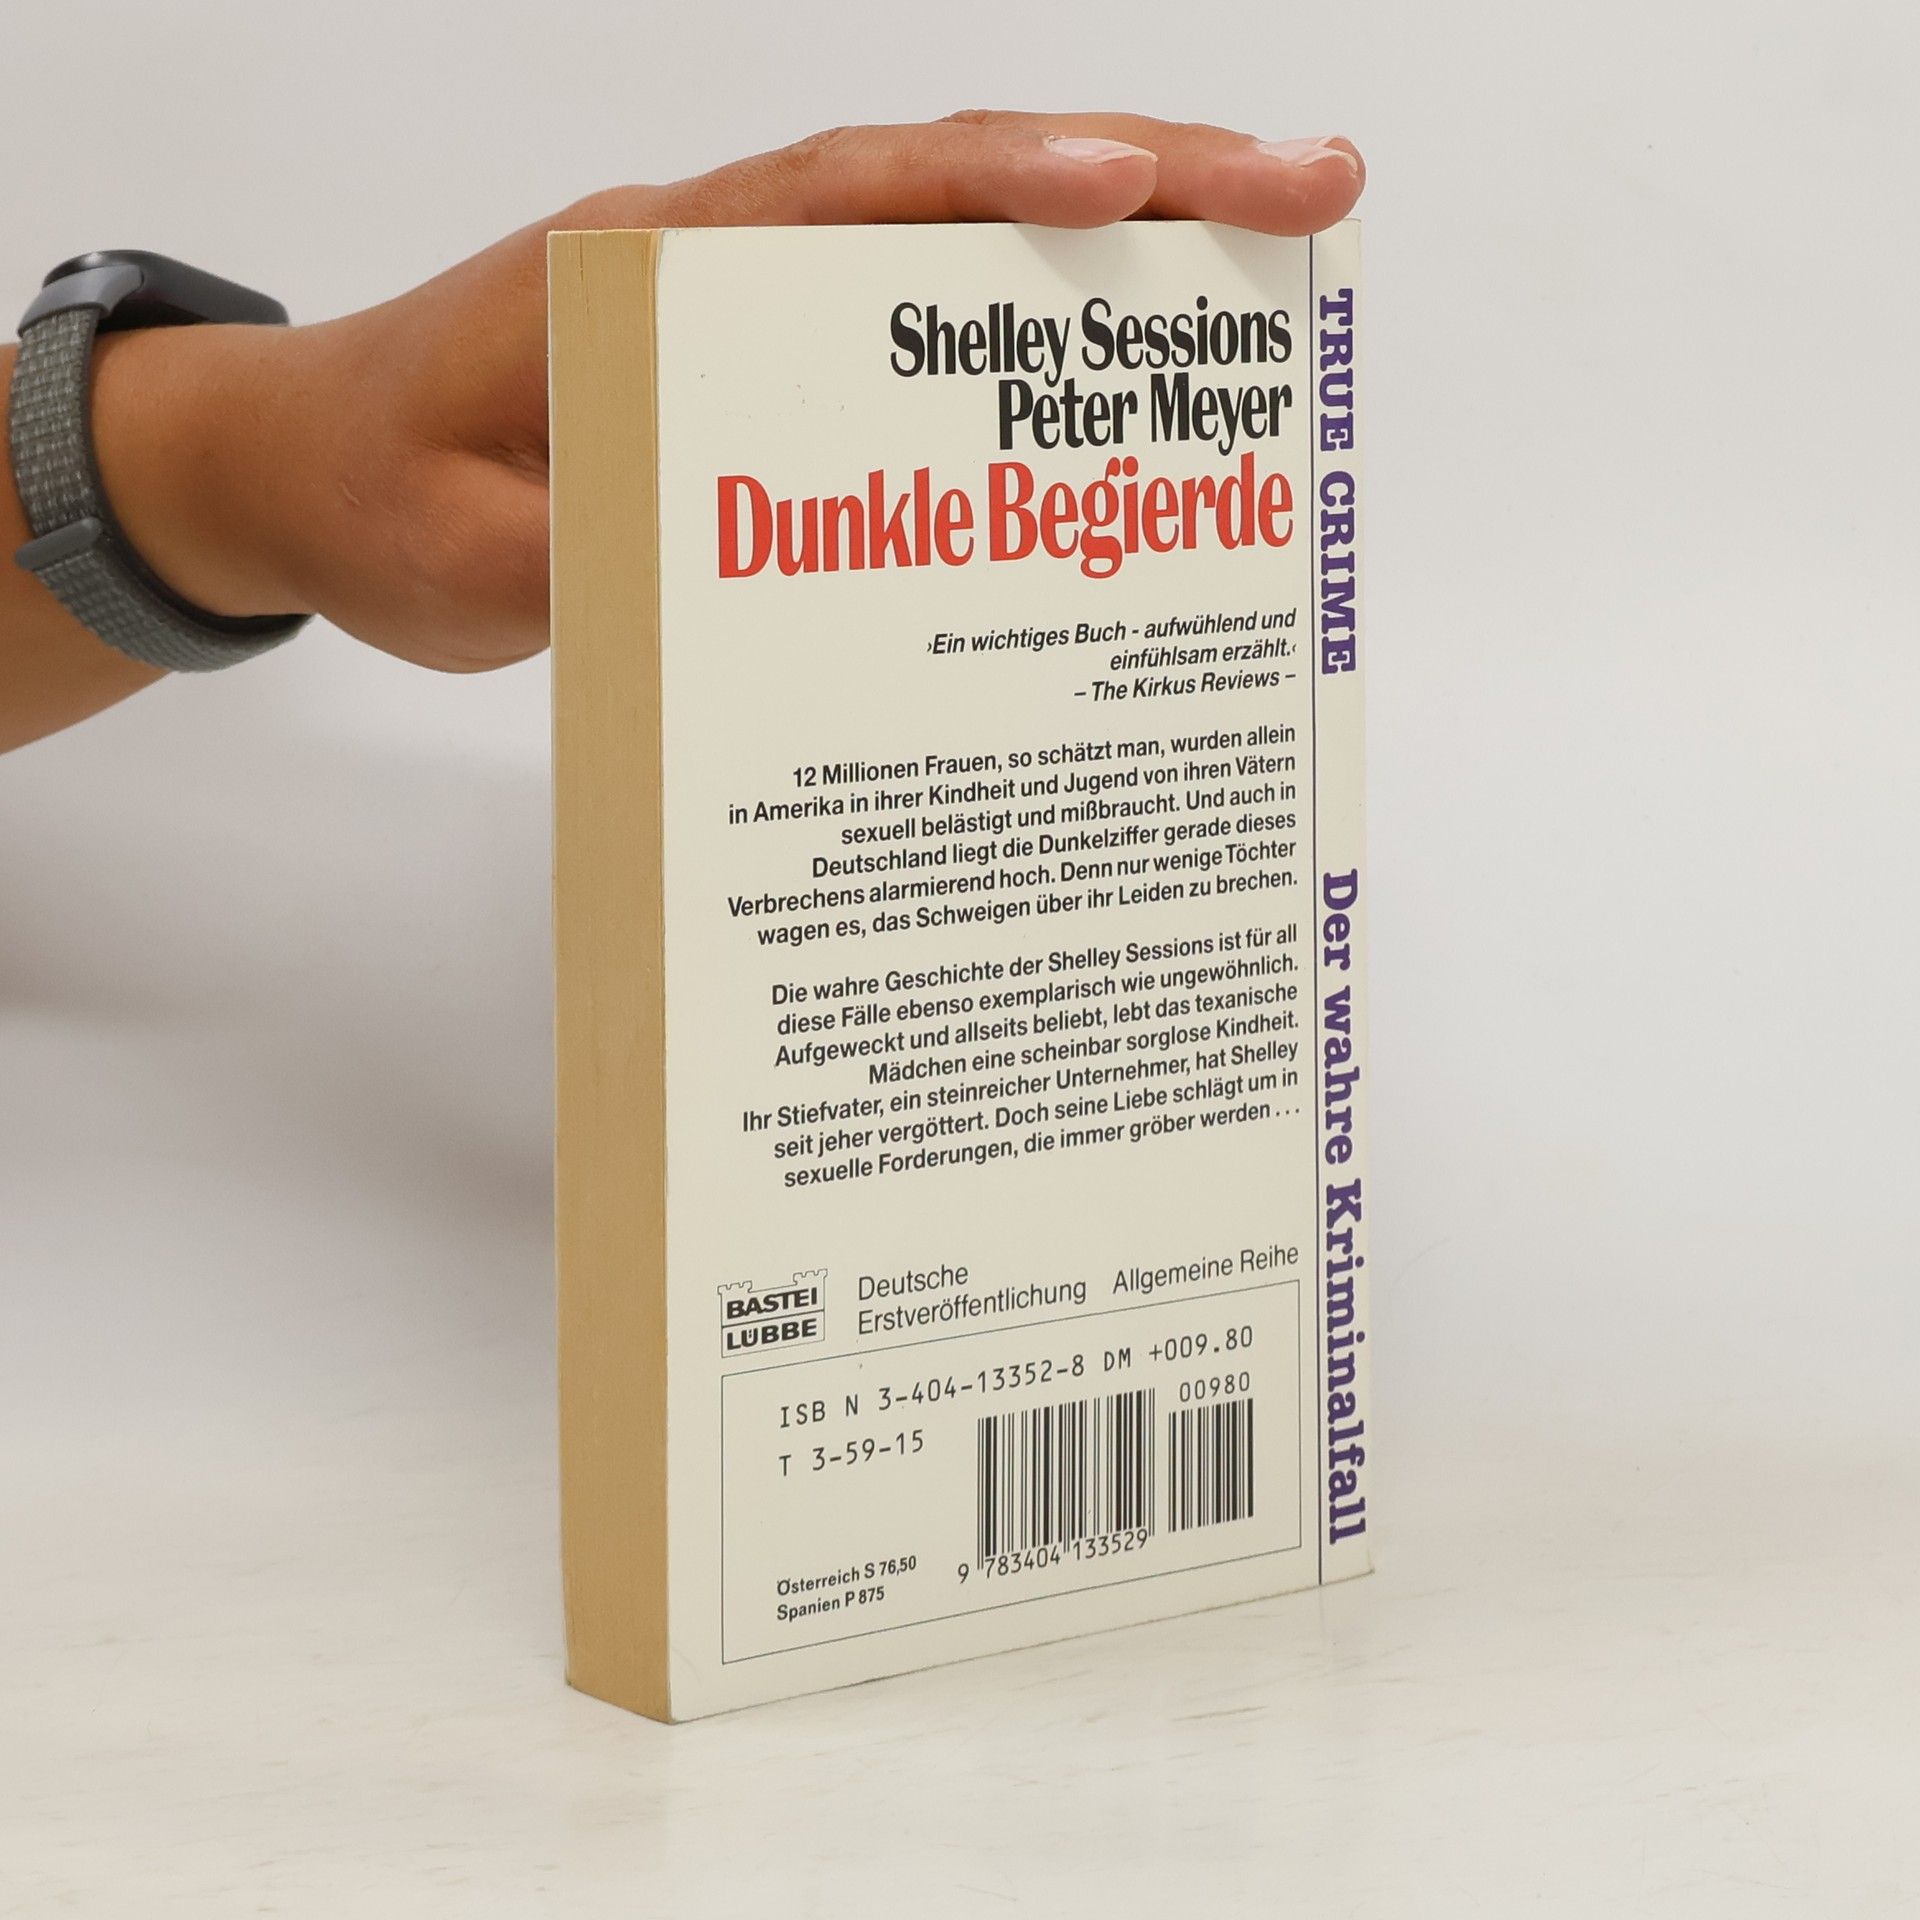 Shelley Sessions
Peter Meyer
Dunkle Begierde
›Ein wichtiges Buch - aufwühlend und
einfühlsam erzählt.‹
– The Kirkus Reviews –
12 Millionen Frauen, so schätzt man, wurden allein
in Amerika in ihrer Kindheit und Jugend von ihren Vätern
sexuell belästigt und mißbraucht. Und auch in
Deutschland liegt die Dunkelziffer gerade dieses
Verbrechens alarmierend hoch. Denn nur wenige Töchter
wagen es, das Schweigen über ihr Leiden zu brechen.
Die wahre Geschichte der Shelley Sessions ist für all
diese Fälle ebenso exemplarisch wie ungewöhnlich.
Aufgeweckt und allseits beliebt, lebt das texanische
Mädchen eine scheinbar sorglose Kindheit.
Ihr Stiefvater, ein steinreicher Unternehmer, hat Shelley
seit jeher vergöttert. Doch seine Liebe schlägt um in
sexuelle Forderungen, die immer gröber werden . . .
BASTEI
LÜBBE
Deutsche
Erstveröffentlichung
Allgemeine Reihe
ISB N 3-404-13352-8 DM +009.80
00980
T 3-59-15
9 783404 133529
Österreich S 76,50
Spanien P 875
TRUE CRIME
Der wahre Kriminalfall